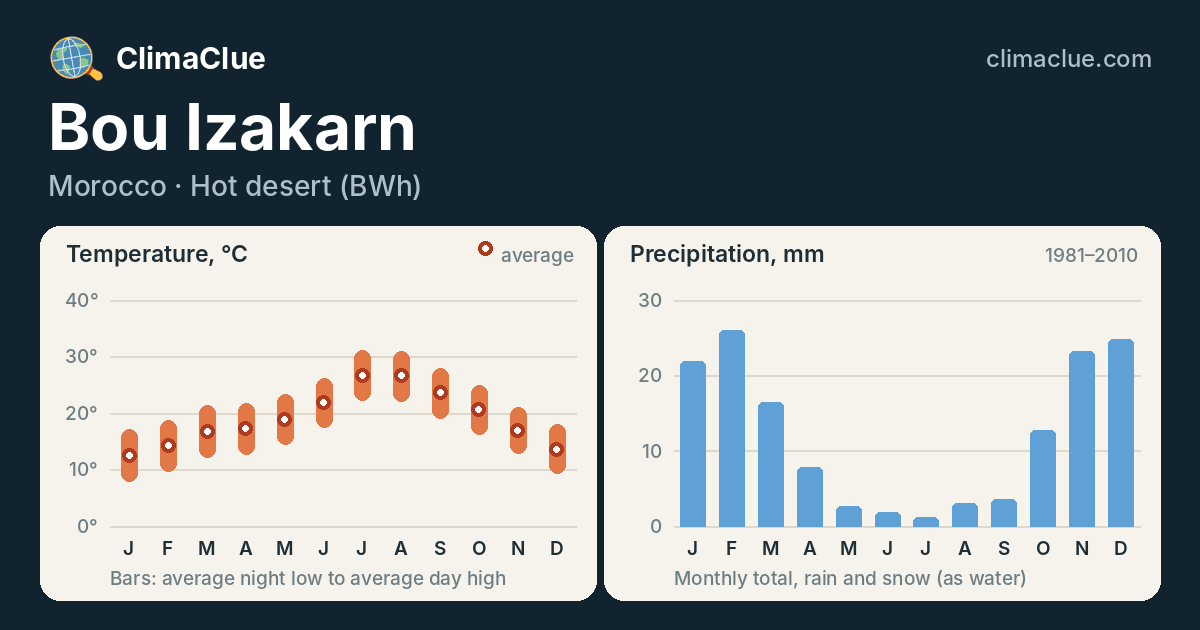 ClimaClue
climaclue.com
Bou Izakarn
Morocco · Hot desert (BWh)
Temperature, °C
average
40°
30°
20°
10°
0°
J F M A M J J A S O N D
Bars: average night low to average day high
Precipitation, mm
1981–2010
30
20
10
0
J F M A M J J A S O N D
Monthly total, rain and snow (as water)